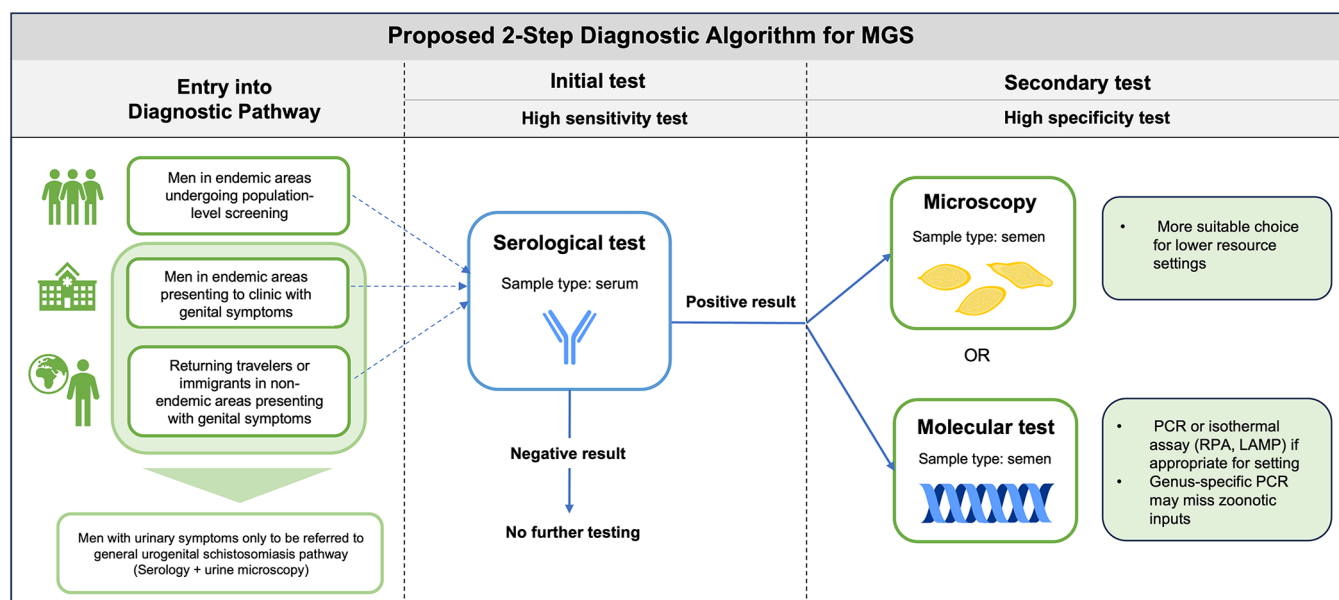 Proposed 2-Step Diagnostic Algorithm for MGS
Entry into
Diagnostic Pathway
Initial test
High sensitivity test
Secondary test
High specificity test
Men in endemic areas
undergoing population-
level screening
Men in endemic areas
presenting to clinic with
genital symptoms
Returning travelers or
immigrants in non-
endemic areas presenting
with genital symptoms
Men with urinary symptoms only to be referred to
general urogenital schistosomiasis pathway
(Serology + urine microscopy)
Serological test
Sample type: serum
Positive result
Negative result
No further testing
Microscopy
Sample type: semen
• More suitable choice
for lower resource
settings
OR
Molecular test
Sample type: semen
• PCR or isothermal
assay (RPA, LAMP) if
appropriate for setting
• Genus-specific PCR
may miss zoonotic
inputs